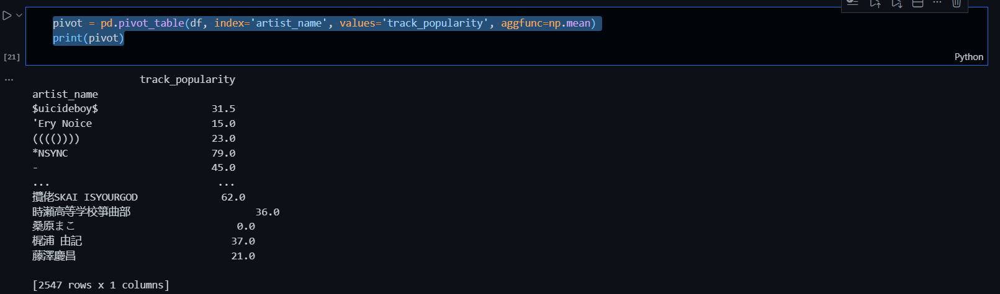 pivot = pd.pivot_table(df, index='artist_name', values='track_popularity', aggfunc=np.mean)
print(pivot)
[21]
Python
...
track_popularity
artist_name
$uicideboy$ 31.5
'Ery Noice 15.0
(((()))) 23.0
*NSYNC 79.0
- 45.0
... ...
攬佬SKAI ISYOURGOD 62.0
時瀬高等学校箏曲部 36.0
桑原まこ 0.0
梶浦 由記 37.0
藤澤慶昌 21.0
[2547 rows x 1 columns]